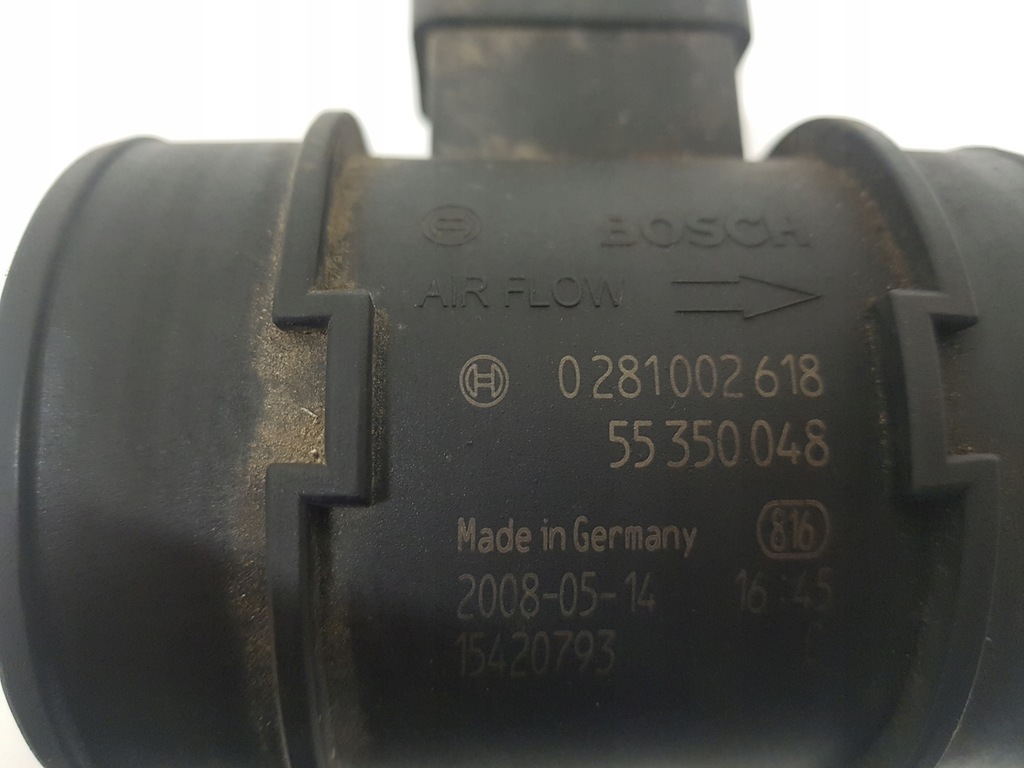 BOSCH
AIR FLOW
0 281 002 618
55 350 048
Made in Germany 816
2008-05-14 16:45
15420793